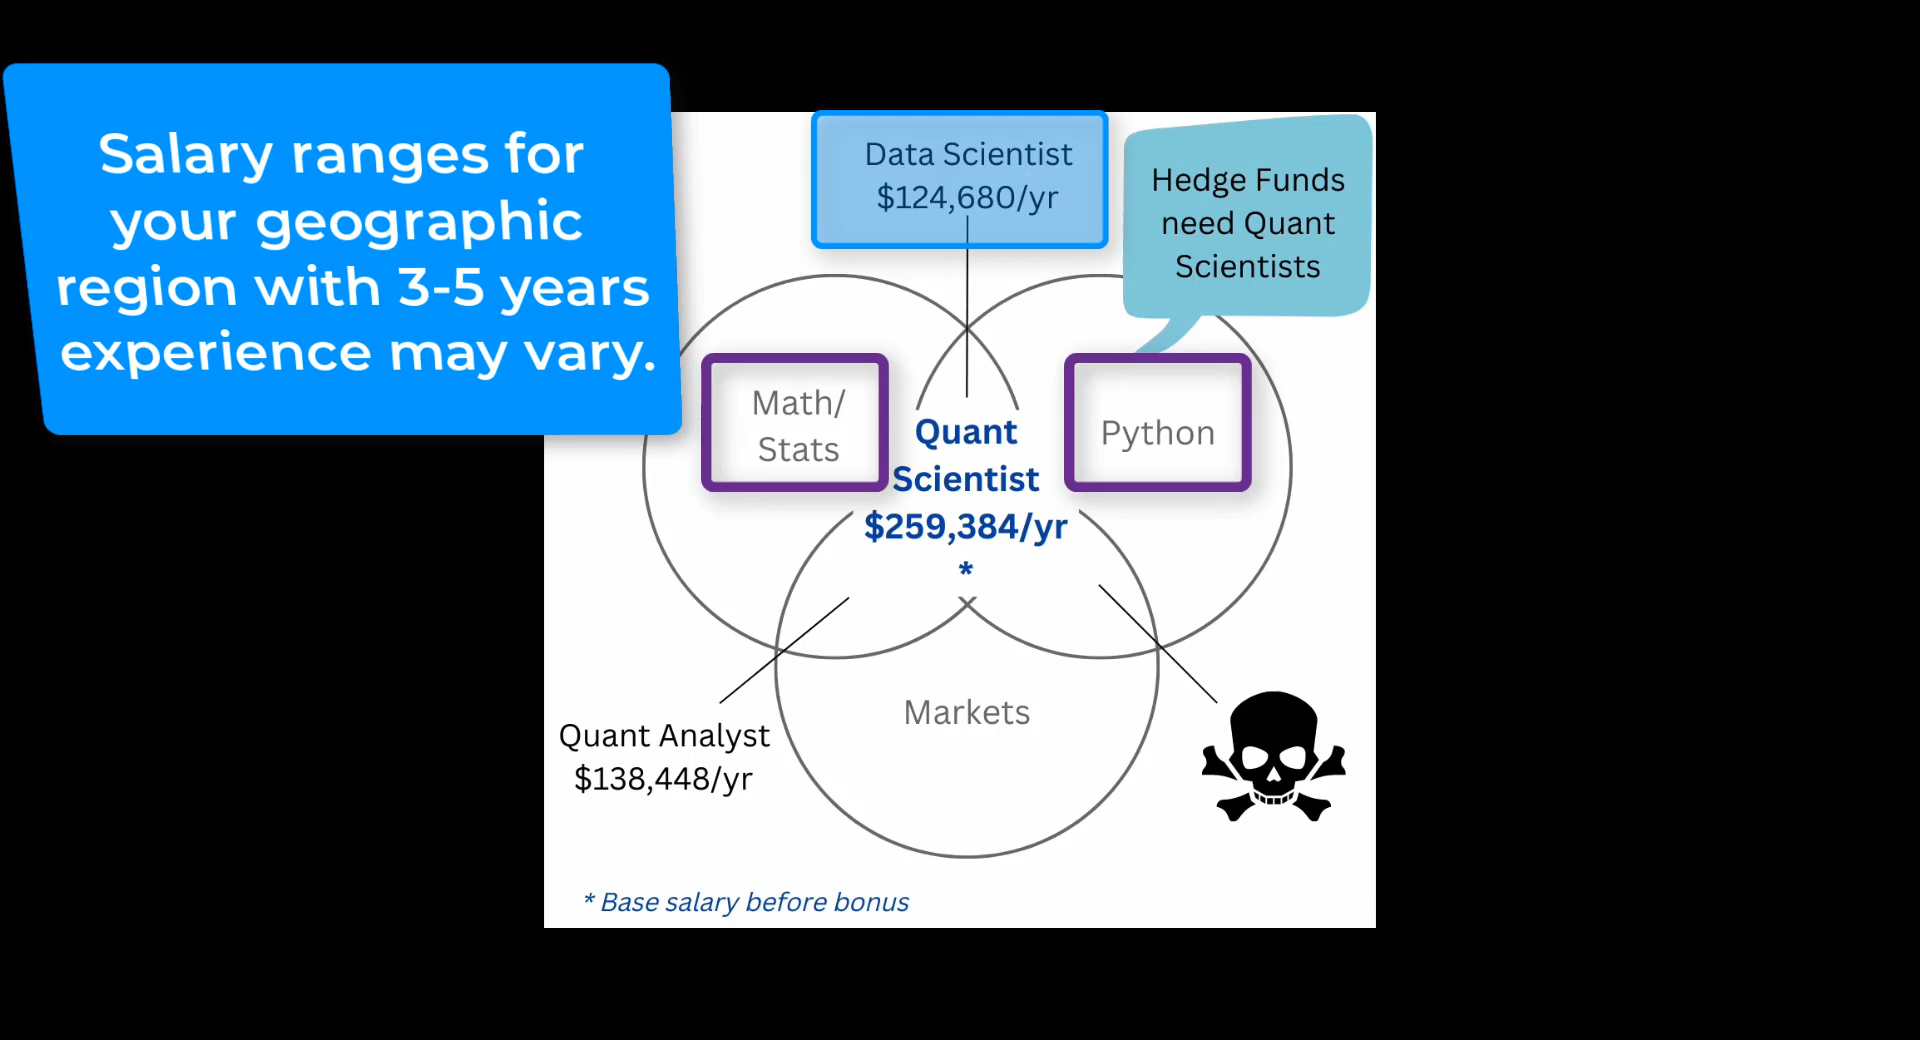 Salary ranges for
your geographic
region with 3-5 years
experience may vary.
Data Scientist
$124,680/yr
Hedge Funds
need Quant
Scientists
Math/
Stats
Quant
Scientist
$259,384/yr
*
Python
Markets
Quant Analyst
$138,448/yr
* Base salary before bonus